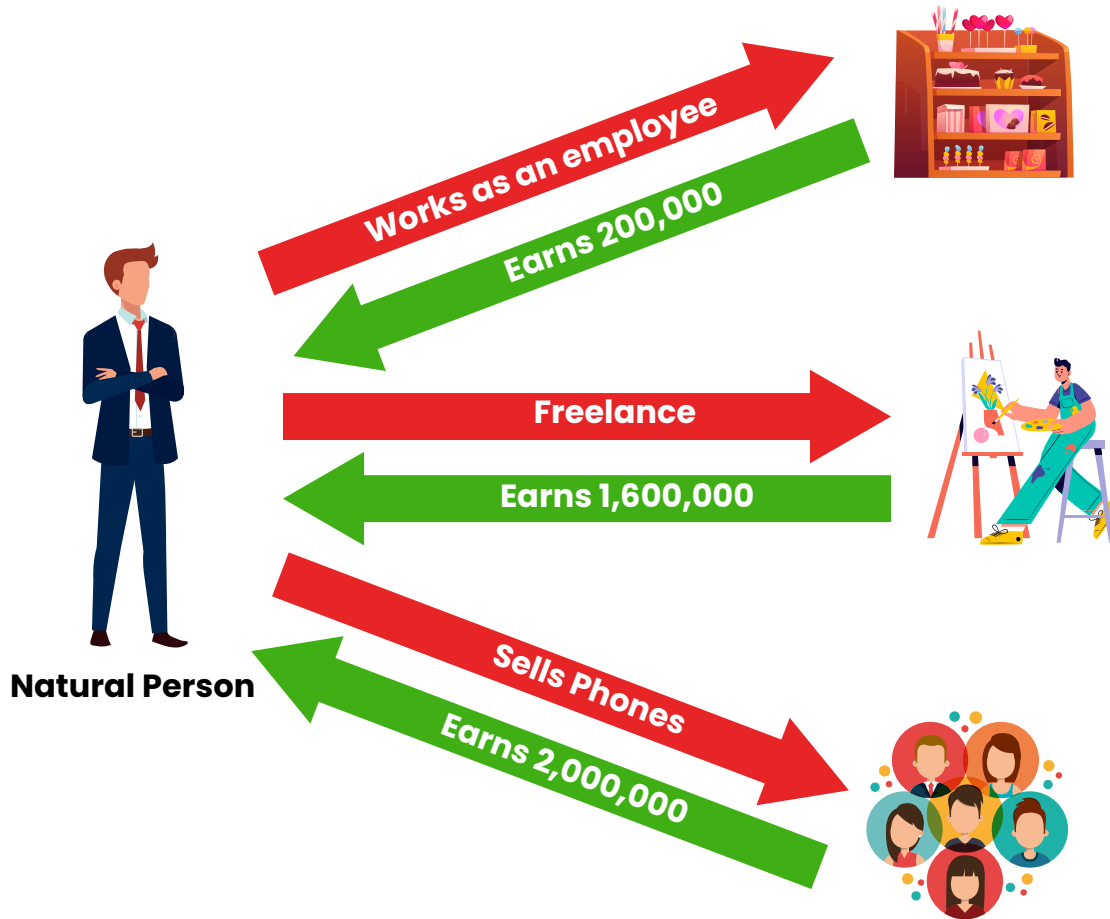 Works as an employee
Earns 200,000
Freelance
Earns 1,600,000
Natural Person
Sells Phones
Earns 2,000,000